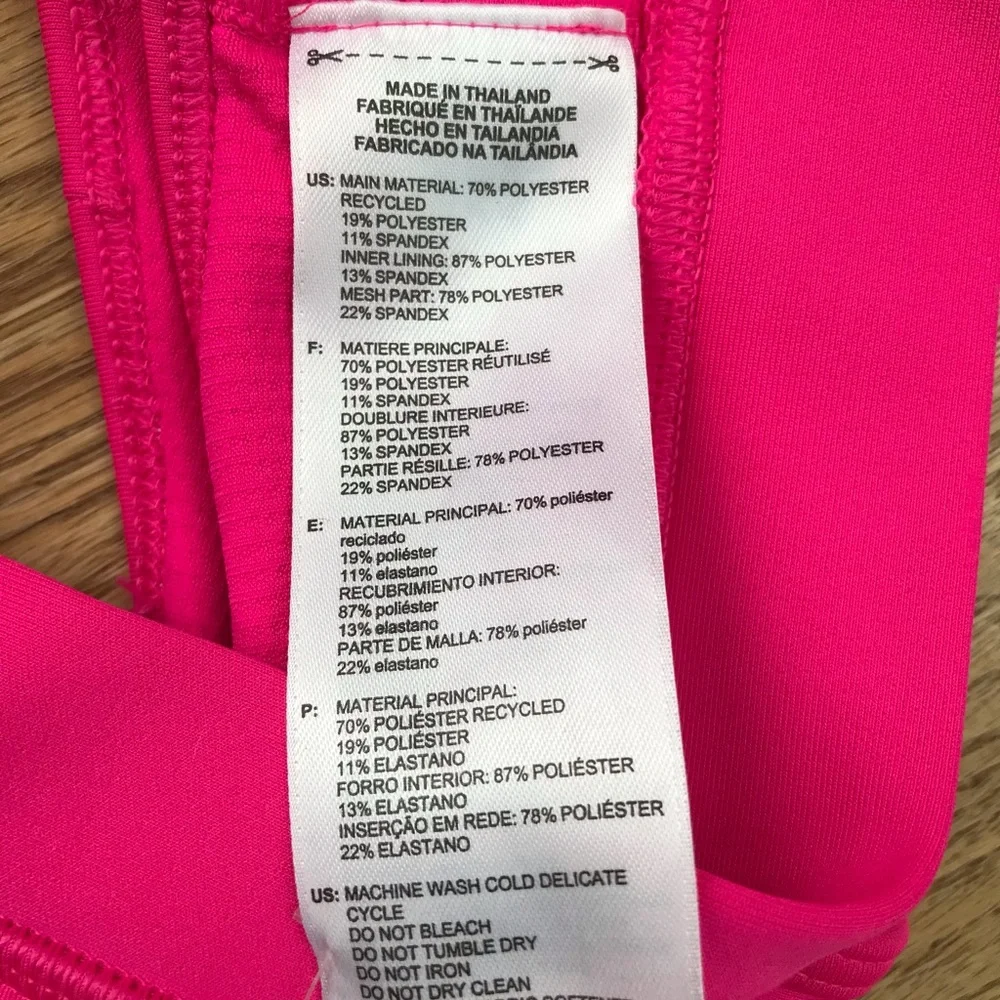 MADE IN THAILAND
FABRIQUÉ EN THAÏLANDE
HECHO EN TAILANDIA
FABRICADO NA TAILÂNDIA
US: MAIN MATERIAL: 70% POLYESTER
RECYCLED
19% POLYESTER
11% SPANDEX
INNER LINING: 87% POLYESTER
13% SPANDEX
MESH PART: 78% POLYESTER
22% SPANDEX
F: MATIERE PRINCIPALE:
70% POLYESTER RÉUTILISÉ
19% POLYESTER
11% SPANDEX
DOUBLURE INTERIEURE:
87% POLYESTER
13% SPANDEX
PARTIE RÉSILLE: 78% POLYESTER
22% SPANDEX
E: MATERIAL PRINCIPAL: 70% poliéster
reciclado
19% poliéster
11% elastano
RECUBRIMIENTO INTERIOR:
87% poliéster
13% elastano
PARTE DE MALLA: 78% poliéster
22% elastano
P: MATERIAL PRINCIPAL:
70% POLIÉSTER RECYCLED
19% POLIÉSTER
11% ELASTANO
FORRO INTERIOR: 87% POLIÉSTER
13% ELASTANO
INSERÇÃO EM REDE: 78% POLIÉSTER
22% ELASTANO
US: MACHINE WASH COLD DELICATE
CYCLE
DO NOT BLEACH
DO NOT TUMBLE DRY
DO NOT IRON
DO NOT DRY CLEAN